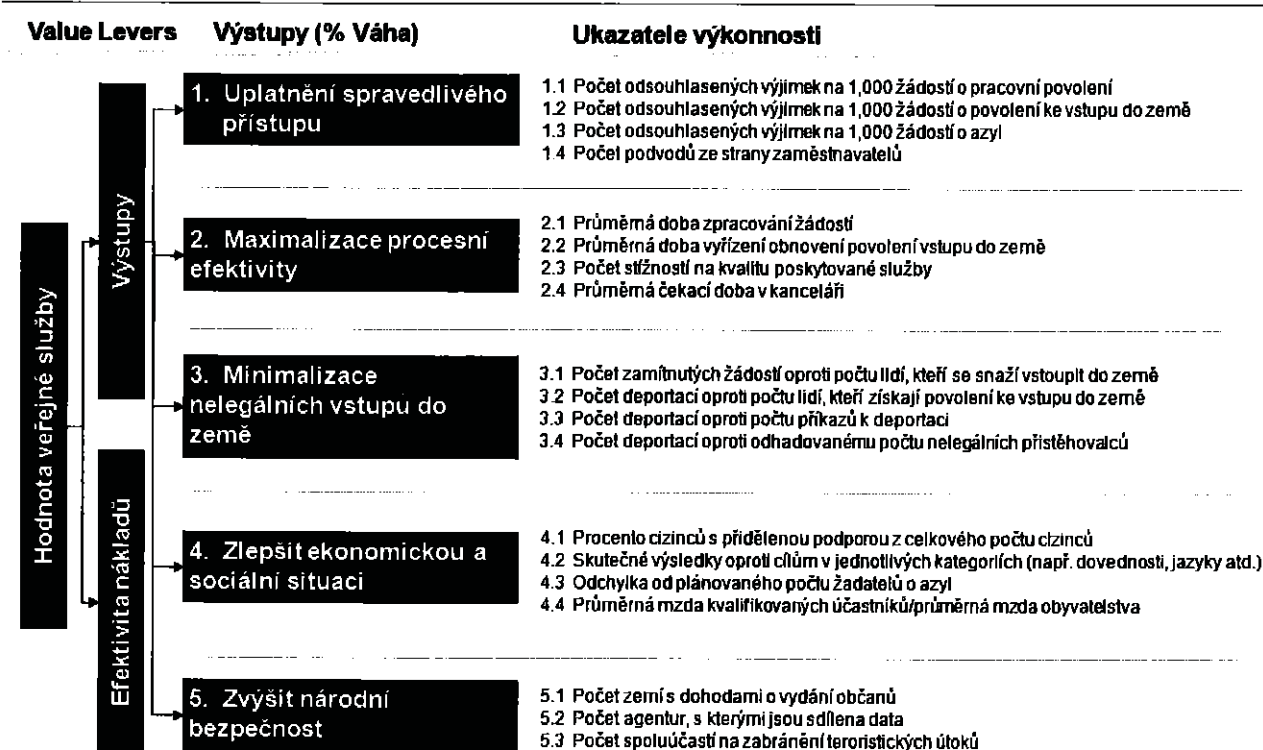 Value Levers
Výstupy (% Váha)
Ukazatele výkonnosti
Hodnota veřejné služby
Výstupy
Efektivita nákladů
1. Uplatnění spravedlivého
přístupu
1.1 Počet odsouhlasených výjimek na 1,000 žádostí o pracovní povolení
1.2 Počet odsouhlasených výjimek na 1,000 žádostí o povolení ke vstupu do země
1.3 Počet odsouhlasených výjimek na 1,000 žádostí o azyl
1.4 Počet podvodů ze strany zaměstnavatelů
2. Maximalizace procesní
efektivity
2.1 Průměrná doba zpracování žádostí
2.2 Průměrná doba vyřízení obnovení povolení vstupu do země
2.3 Počet stížností na kvalitu poskytované služby
2.4 Průměrná čekací doba v kanceláři
3. Minimalizace
nelegálních vstupů do
země
3.1 Počet zamítnutých žádostí oproti počtu lidí, kteří se snaží vstoupit do země
3.2 Počet deportací oproti počtu lidí, kteří získají povolení ke vstupu do země
3.3 Počet deportací oproti počtu příkazů k deportaci
3.4 Počet deportací oproti odhadovanému počtu nelegálních přistěhovalců
4. Zlepšit ekonomickou a
sociální situaci
4.1 Procento cizinců s přidělenou podporou z celkového počtu cizinců
4.2 Skutečné výsledky oproti cílům v jednotlivých kategoriích (např. dovednosti, jazyky atd.)
4.3 Odchylka od plánovaného počtu žadatelů o azyl
4.4 Průměrná mzda kvalifikovaných účastníků/průměrná mzda obyvatelstva
5. Zvýšit národní
bezpečnost
5.1 Počet zemí s dohodami o vydání občanů
5.2 Počet agentur, s kterými jsou sdílena data
5.3 Počet spoluúčastí na zabránění teroristických útoků